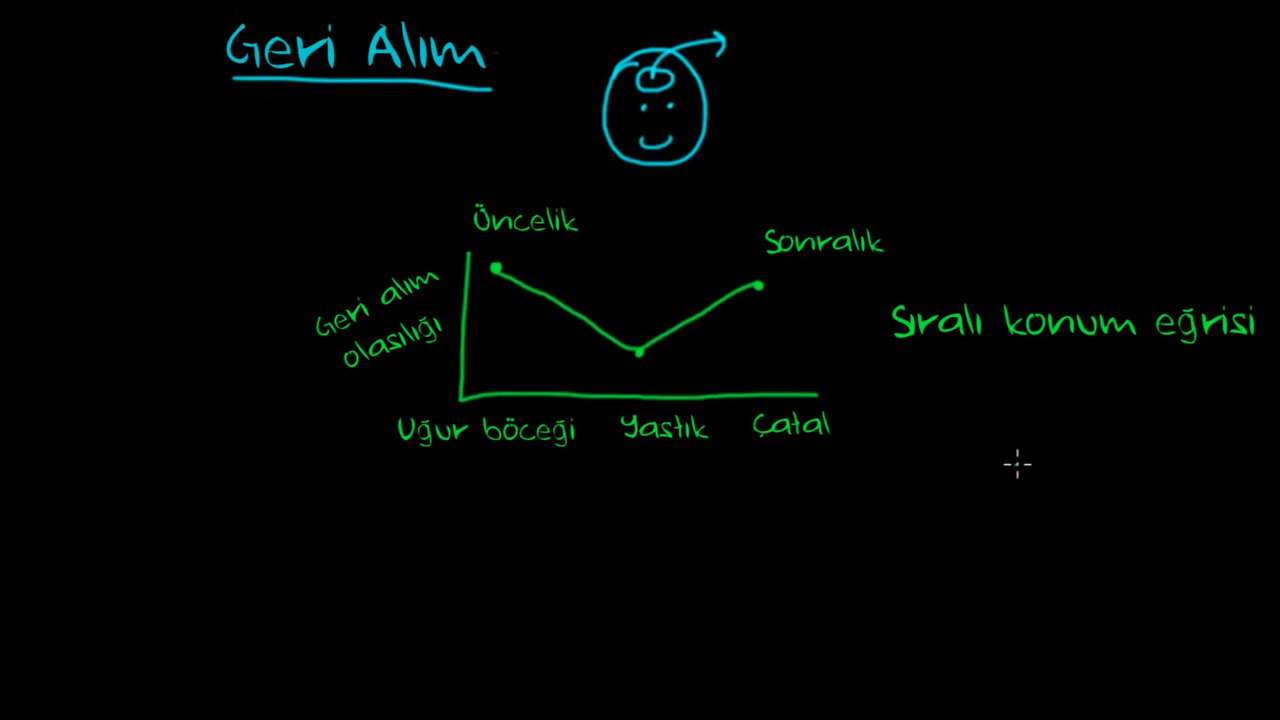 Geri Alım
Öncelik
Sonralık
Geri alım
olasılığı
Sıralı konum eğrisi
Uğur böceği
Yastık
Çatal